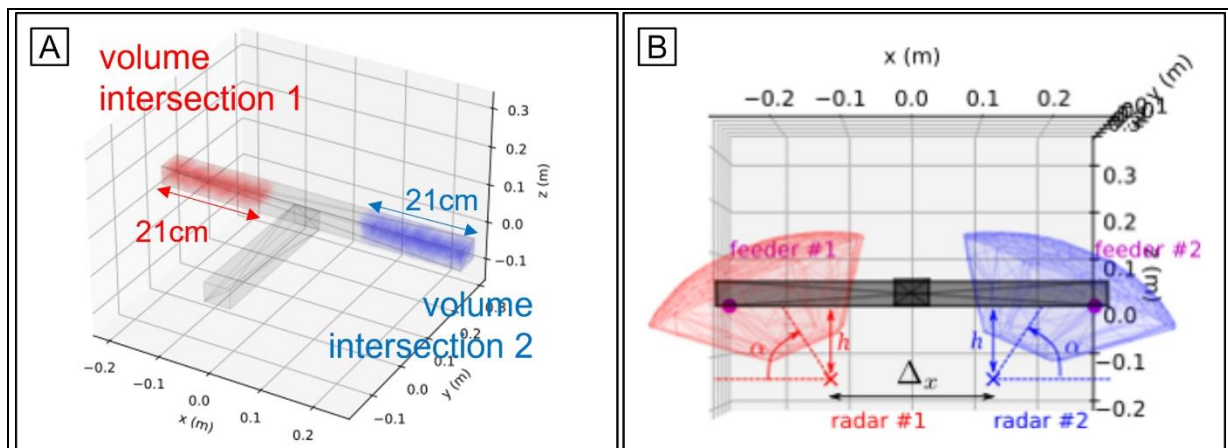 A
volume
intersection 1
21cm
21cm
volume
intersection 2
0.3
0.2
0.1
0.0
−0.1
z (m)
−0.2
−0.1
0.0
0.1
0.2
x (m)
−0.1
0.0
0.1
0.2
y (m)
B
x (m)
−0.2 −0.1 0.0 0.1 0.2
y (m)
0.3
0.2
0.1
0.0
−0.1
−0.2
z (m)
feeder #1
feeder #2
α
h
h
α
Δx
radar #1
radar #2